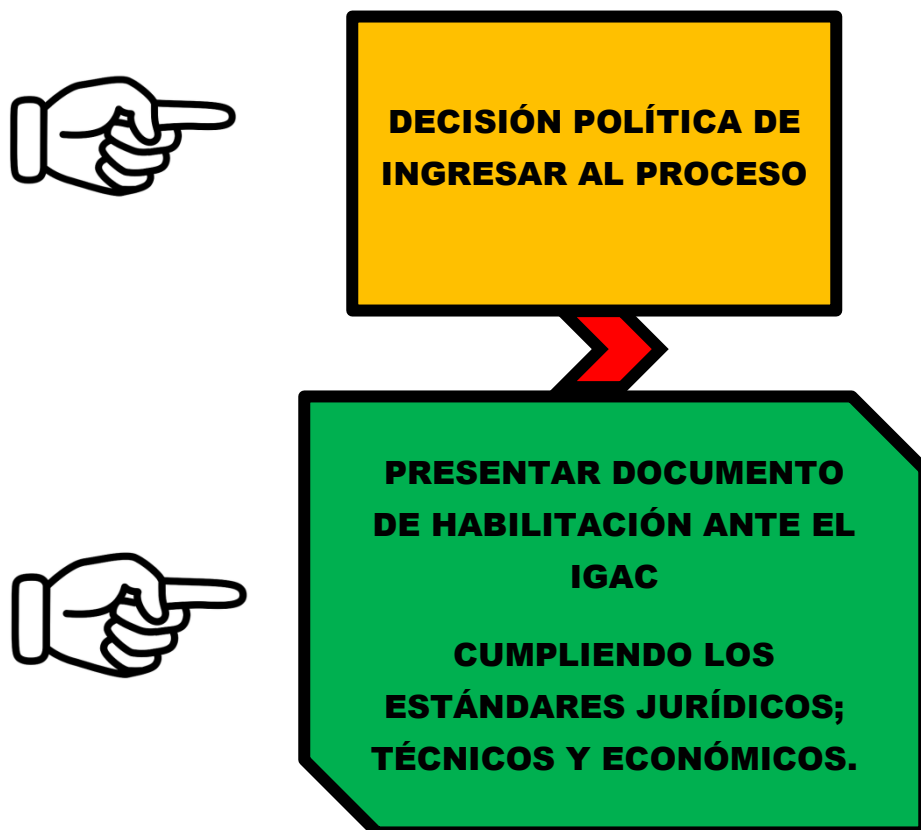 DECISIÓN POLÍTICA DE
INGRESAR AL PROCESO
PRESENTAR DOCUMENTO
DE HABILITACIÓN ANTE EL
IGAC
CUMPLIENDO LOS
ESTÁNDARES JURÍDICOS;
TÉCNICOS Y ECONÓMICOS.